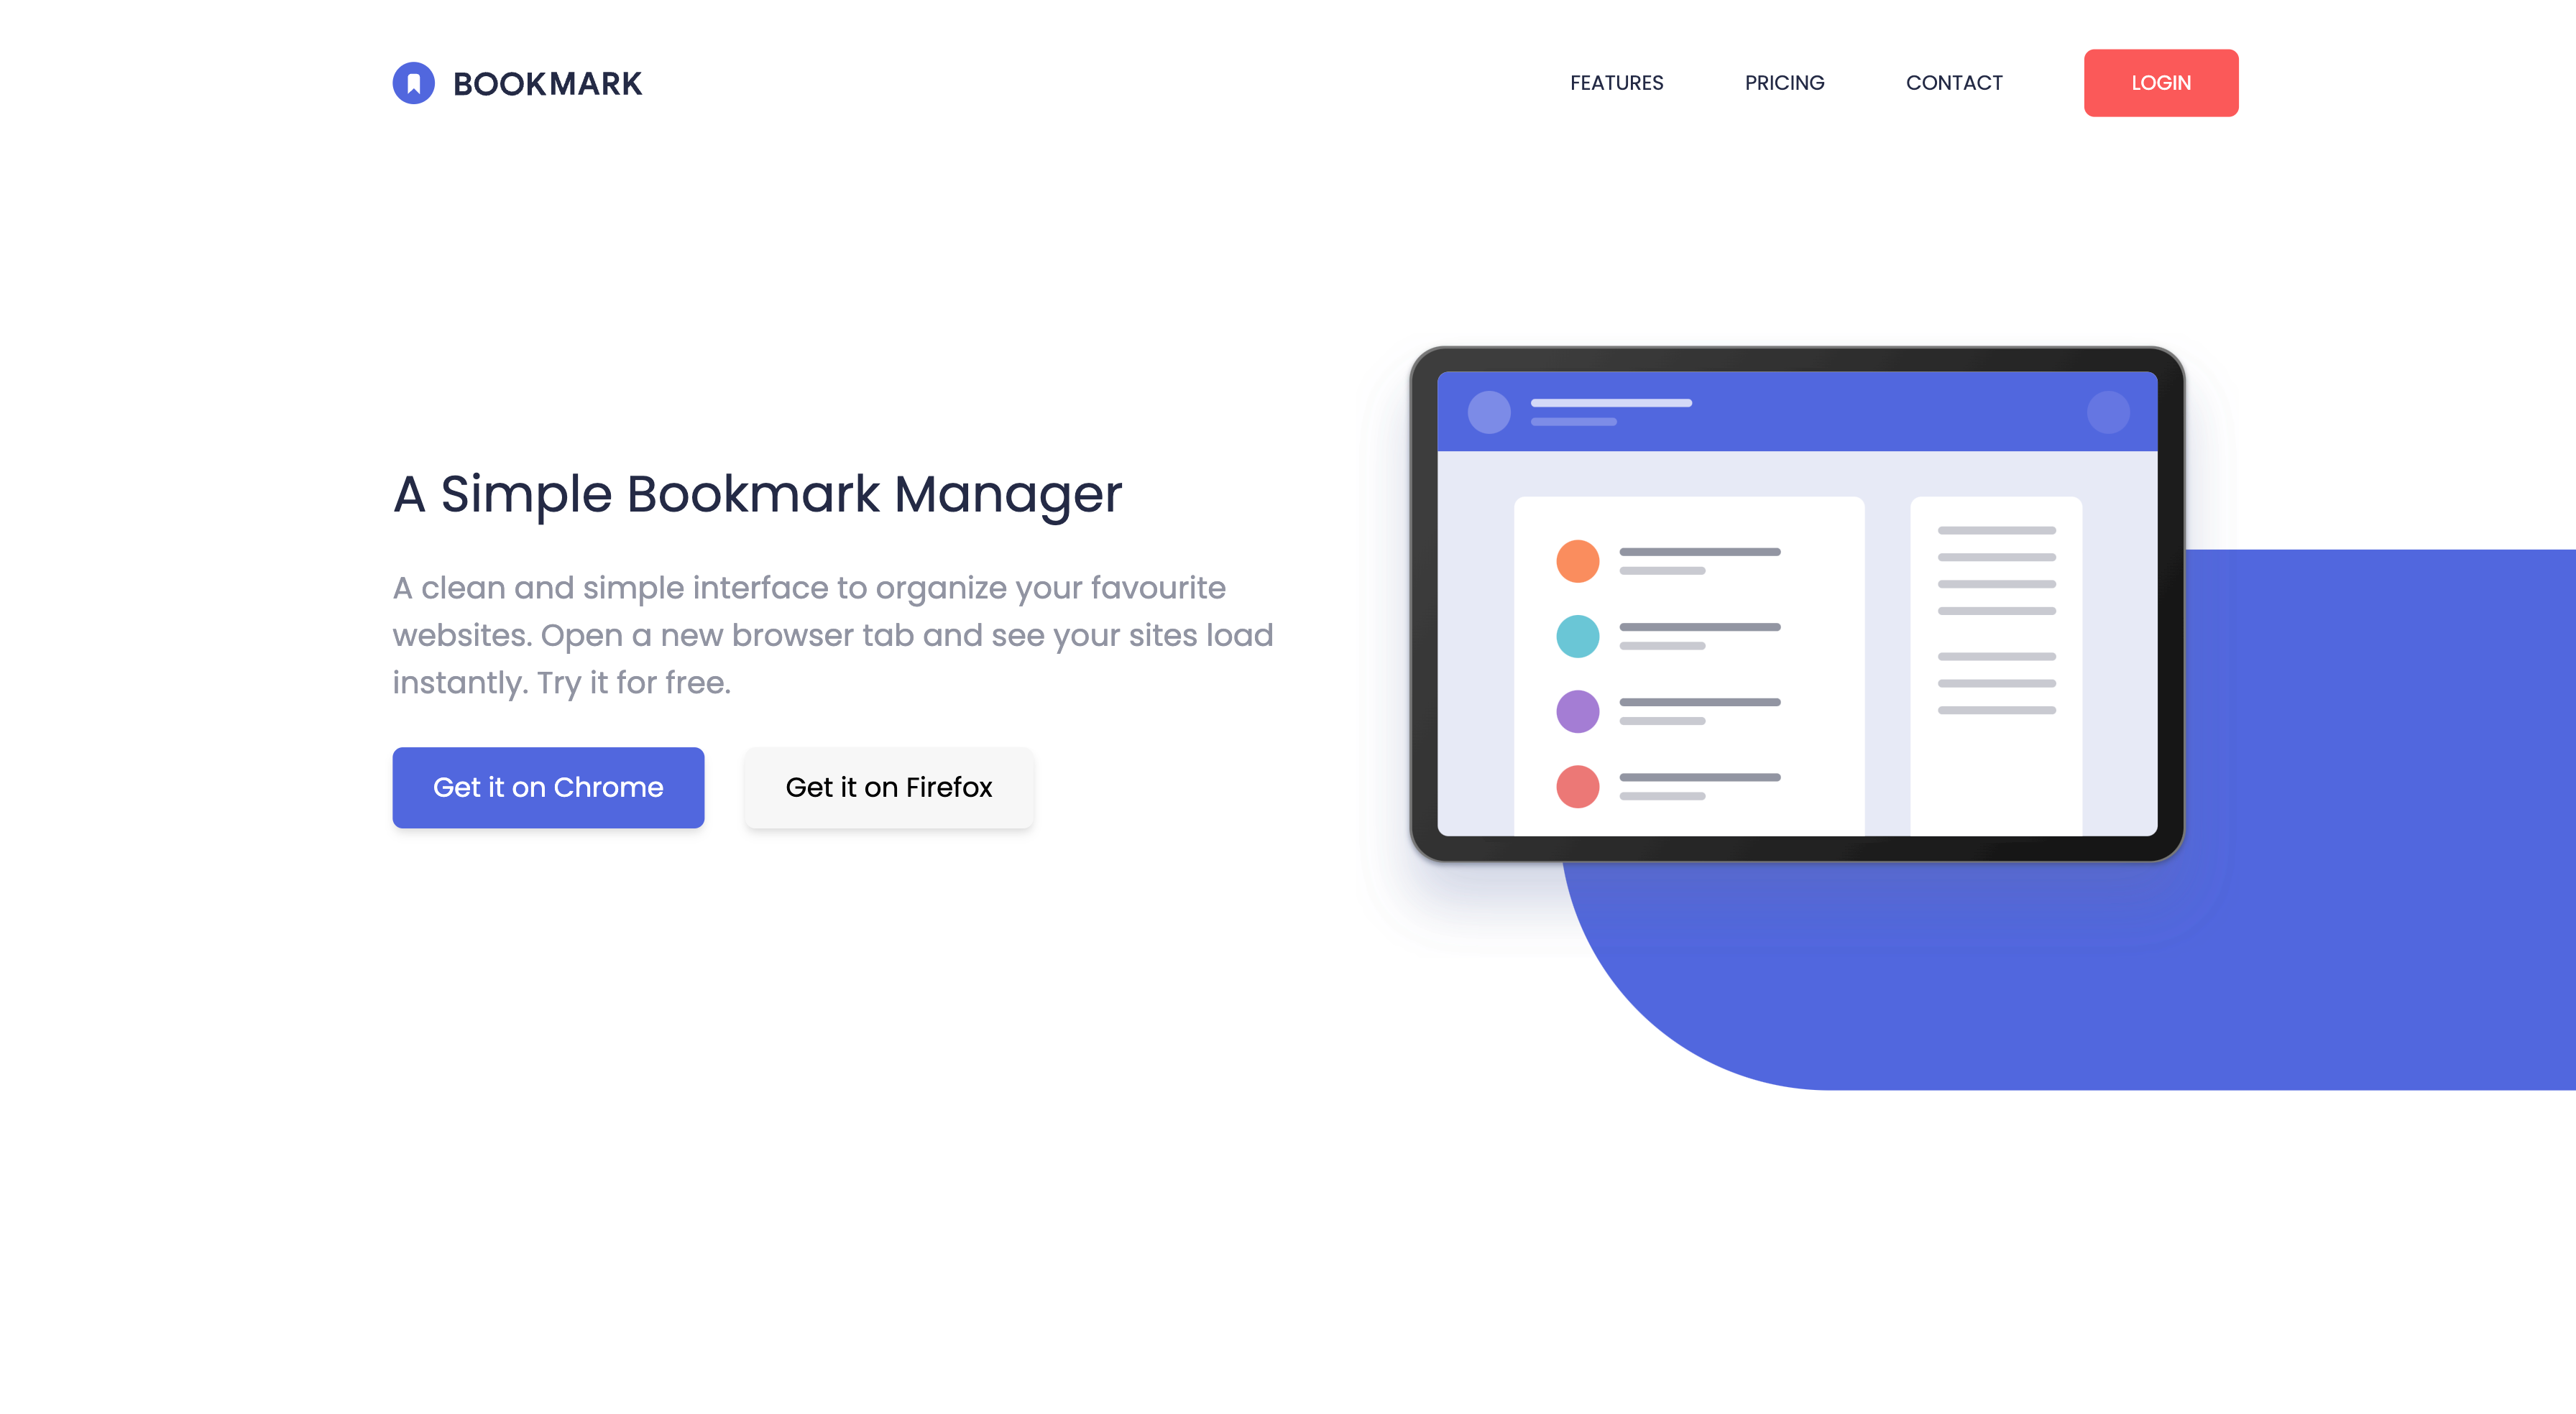 BOOKMARK
FEATURES
PRICING
CONTACT
LOGIN
A Simple Bookmark Manager
A clean and simple interface to organize your favourite
websites. Open a new browser tab and see your sites load
instantly. Try it for free.
Get it on Chrome
Get it on Firefox